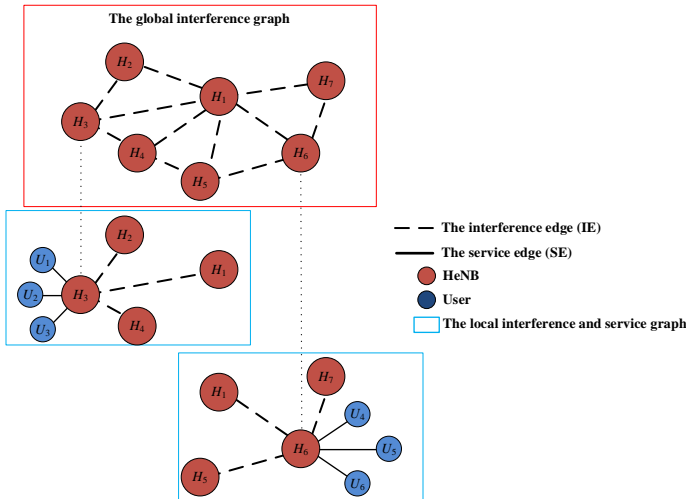 The global interference graph
H2
H7
H1
H3
H4
H6
H5
H2
U1
H1
U2
H3
U3
H4
The interference edge (IE)
The service edge (SE)
HeNB
User
The local interference and service graph
H7
H1
U4
H6
U5
H5
U6